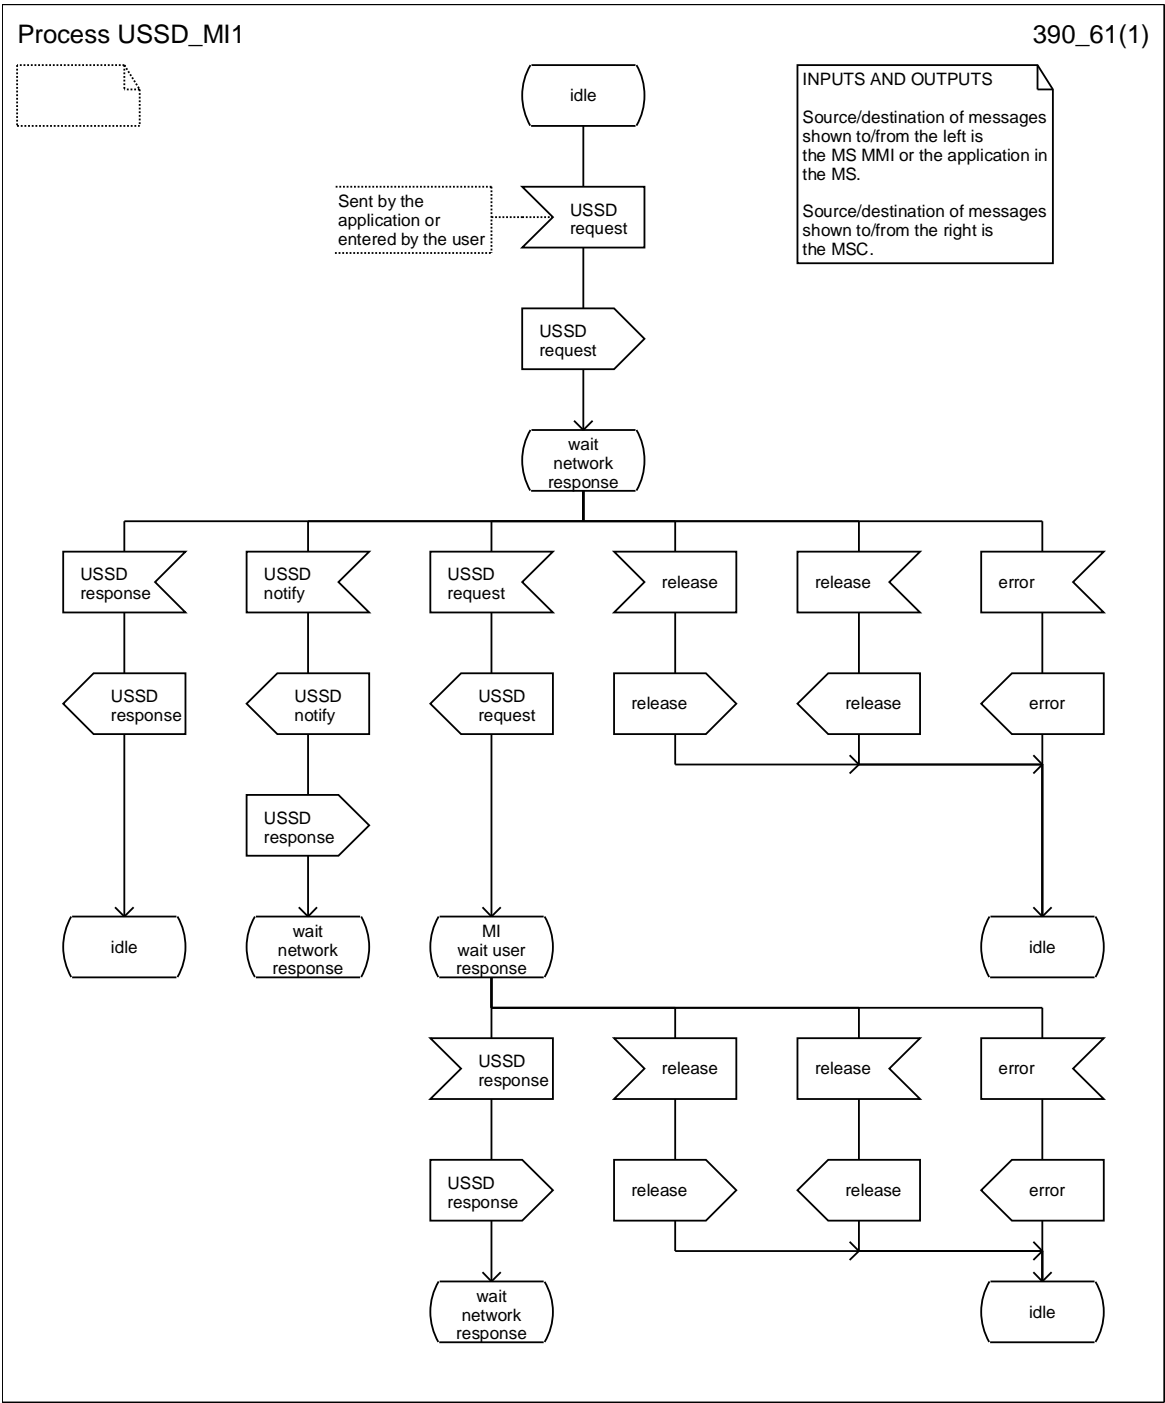 Process USSD_MI1
390_61(1)
idle
INPUTS AND OUTPUTS
Source/destination of messages
shown to/from the left is
the MS MMI or the application in
the MS.
Source/destination of messages
shown to/from the right is
the MSC.
Sent by the
application or
entered by the user
USSD
request
USSD
request
wait
network
response
USSD
response
USSD
notify
USSD
request
release
release
error
USSD
response
USSD
notify
USSD
request
release
release
error
USSD
response
idle
wait
network
response
MI
wait user
response
idle
USSD
response
release
release
error
USSD
response
release
release
error
wait
network
response
idle